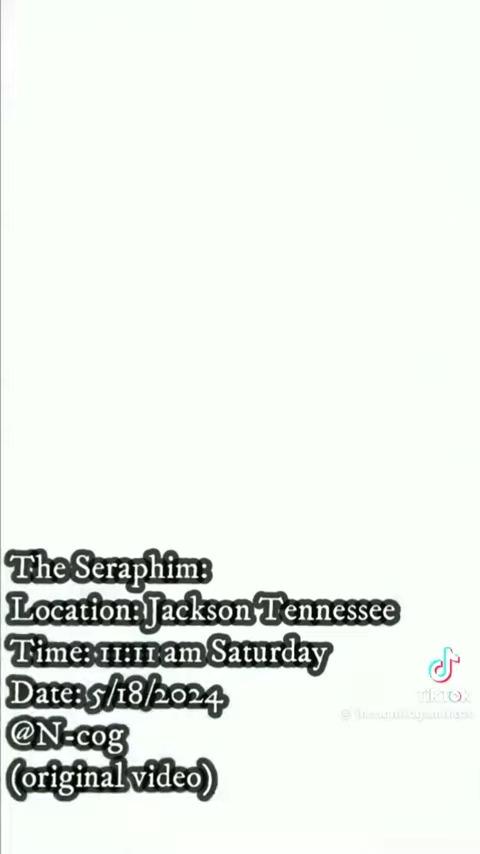 The Seraphim:
Location: Jackson Tennessee
Time: 11:11 am Saturday
Date: 5/18/2024
@N-cog
(original video)
TikTok